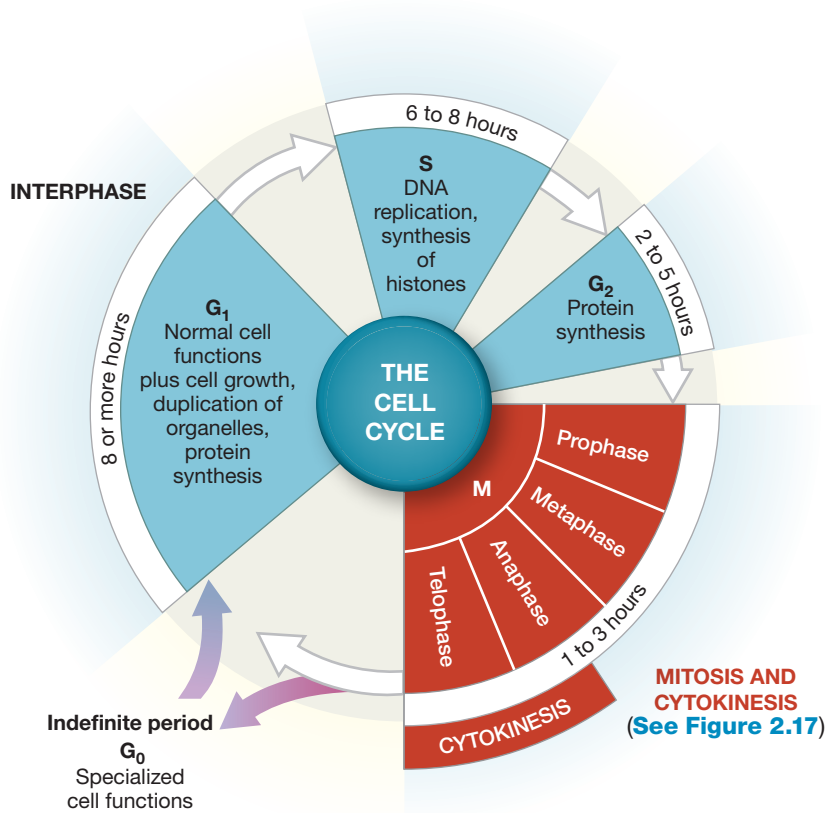 INTERPHASE
6 to 8 hours
S
DNA
replication,
synthesis
of
histones
2 to 5 hours
G₂
Protein
synthesis
8 or more hours
G₁
Normal cell
functions
plus cell growth,
duplication of
organelles,
protein
synthesis
THE
CELL
CYCLE
M
Prophase
Metaphase
Anaphase
Telophase
1 to 3 hours
CYTOKINESIS
MITOSIS AND
CYTOKINESIS
(See Figure 2.17)
Indefinite period
G₀
Specialized
cell functions